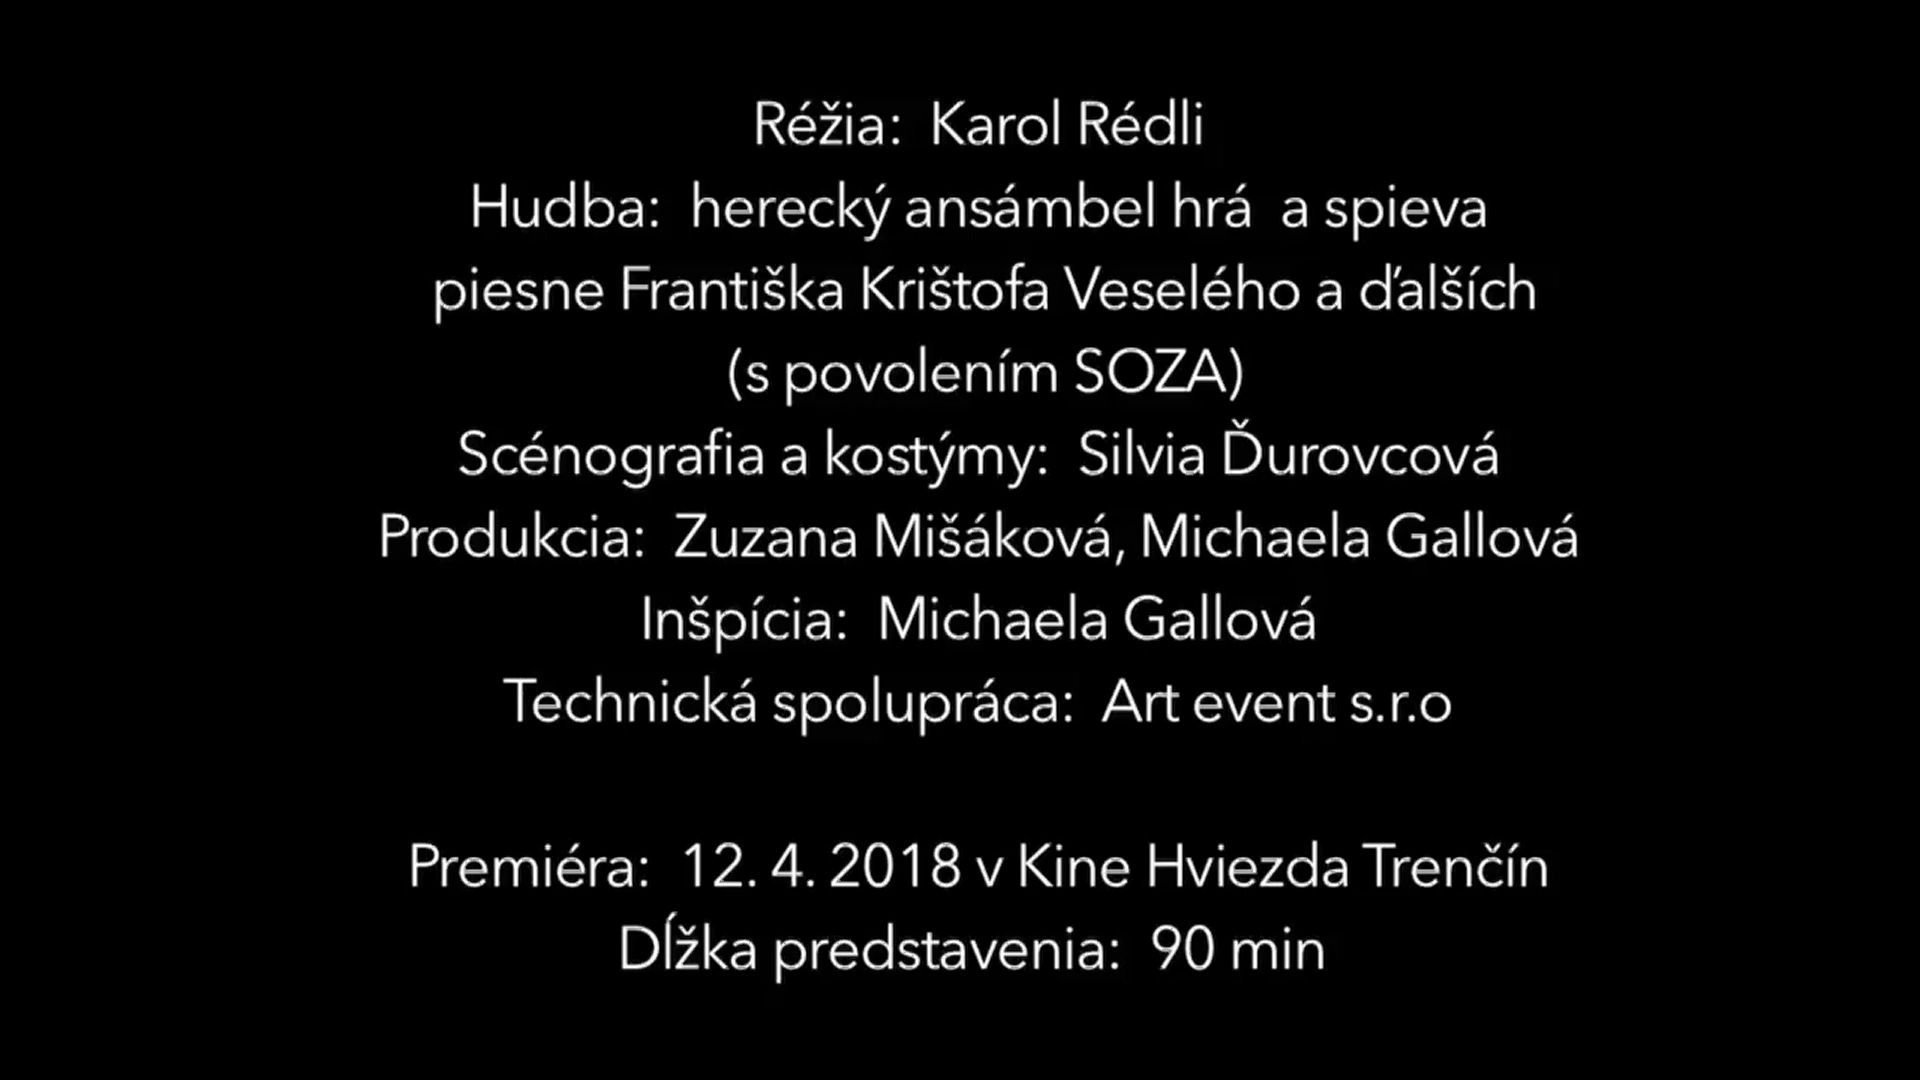 Réžia: Karol Rédli
Hudba: herecký ansámbel hrá a spieva
piesne Františka Krištofa Veselého a ďalších
(s povolením SOZA)
Scénografia a kostýmy: Silvia Ďurovcová
Produkcia: Zuzana Mišáková, Michaela Gallová
Inšpícia: Michaela Gallová
Technická spolupráca: Art event s.r.o
Premiéra: 12. 4. 2018 v Kine Hviezda Trenčín
Dĺžka predstavenia: 90 min